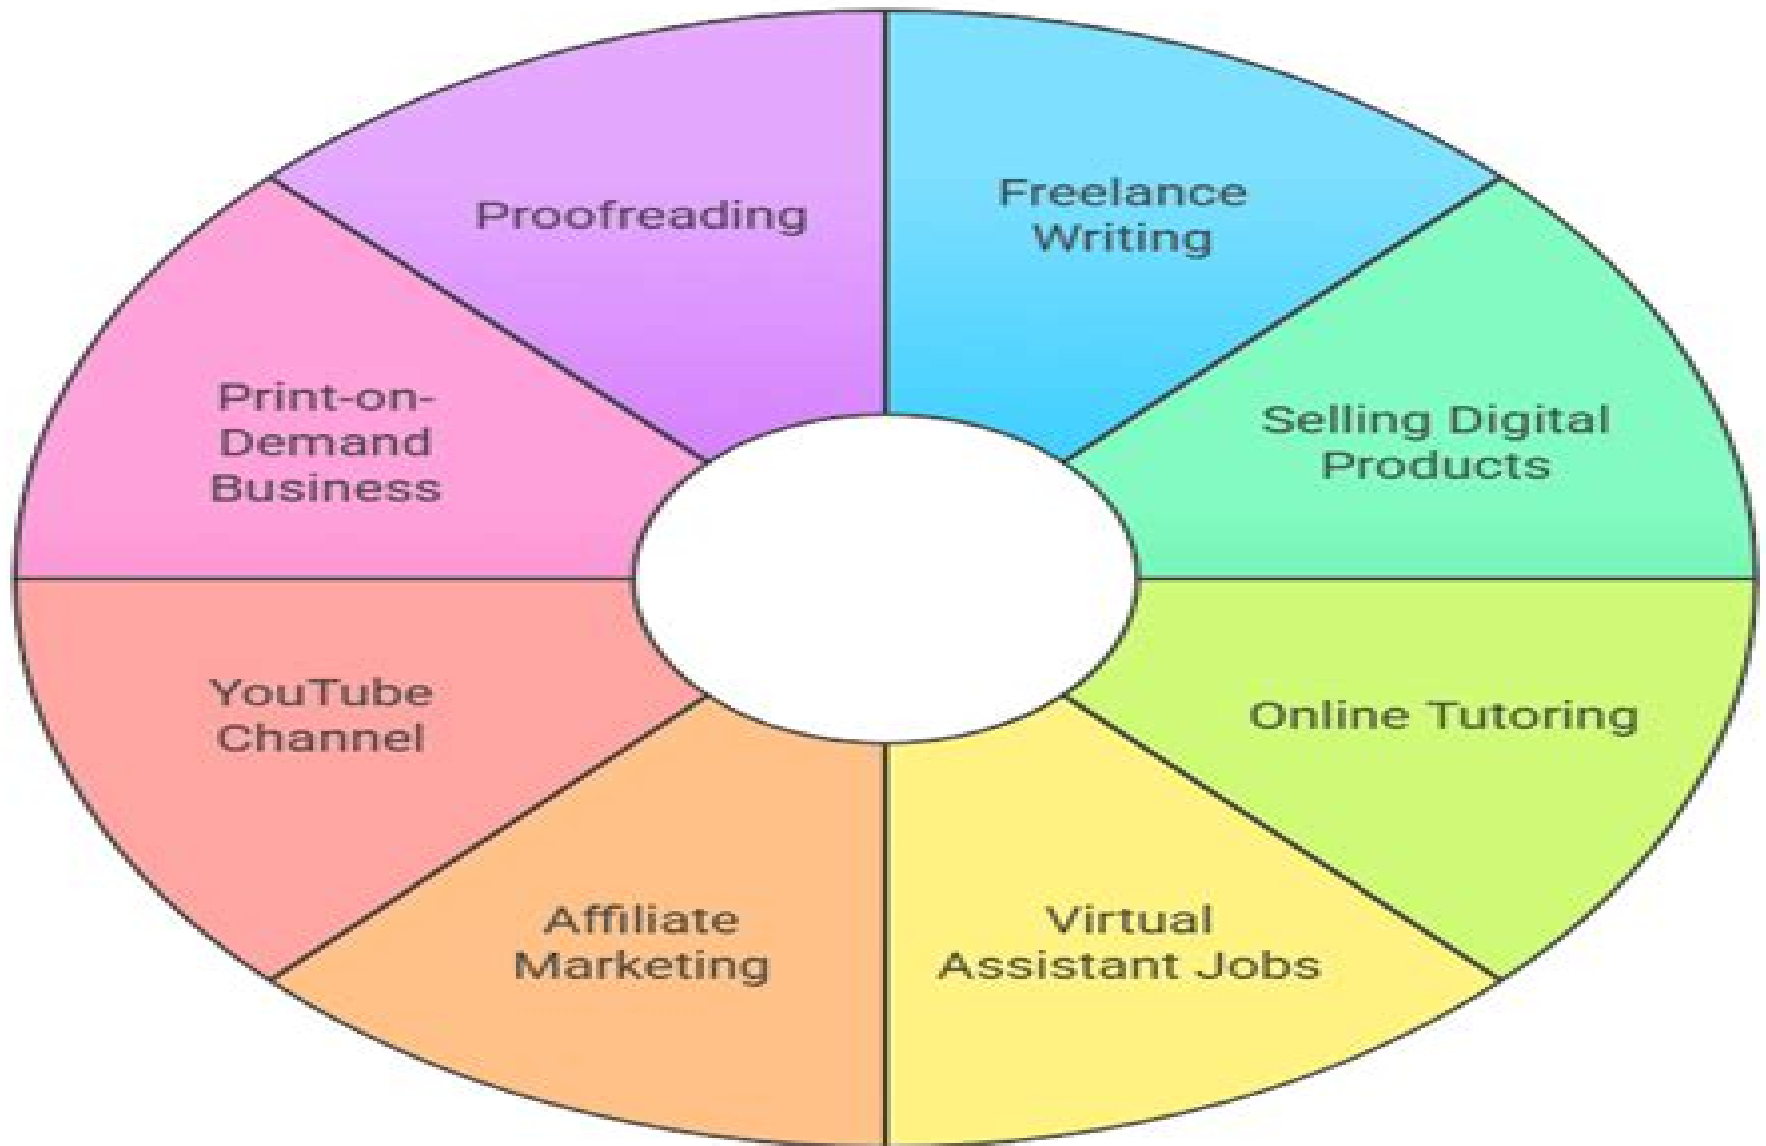 Proofreading
Freelance
Writing
Selling Digital
Products
Online Tutoring
Virtual
Assistant Jobs
Affiliate
Marketing
YouTube
Channel
Print-on-
Demand
Business